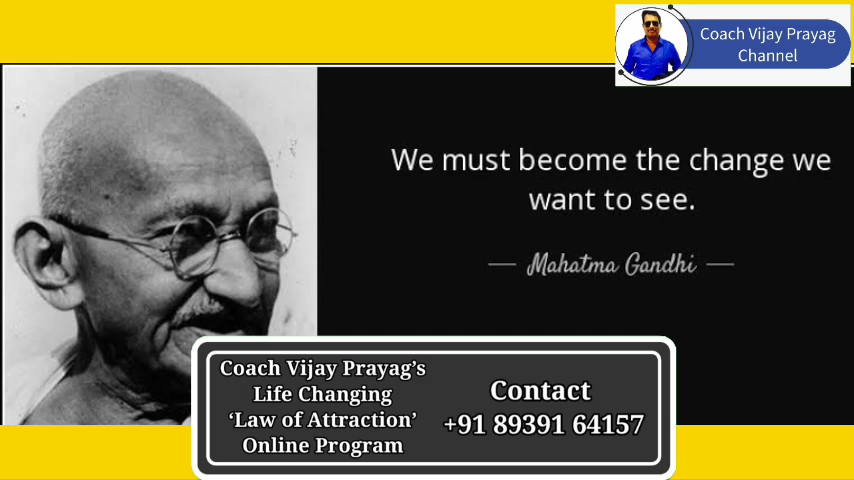 Coach Vijay Prayag
Channel
We must become the change we
want to see.
Mahatma Gandhi
Coach Vijay Prayag’s
Life Changing
‘Law of Attraction’
Online Program
Contact
+91 89391 64157